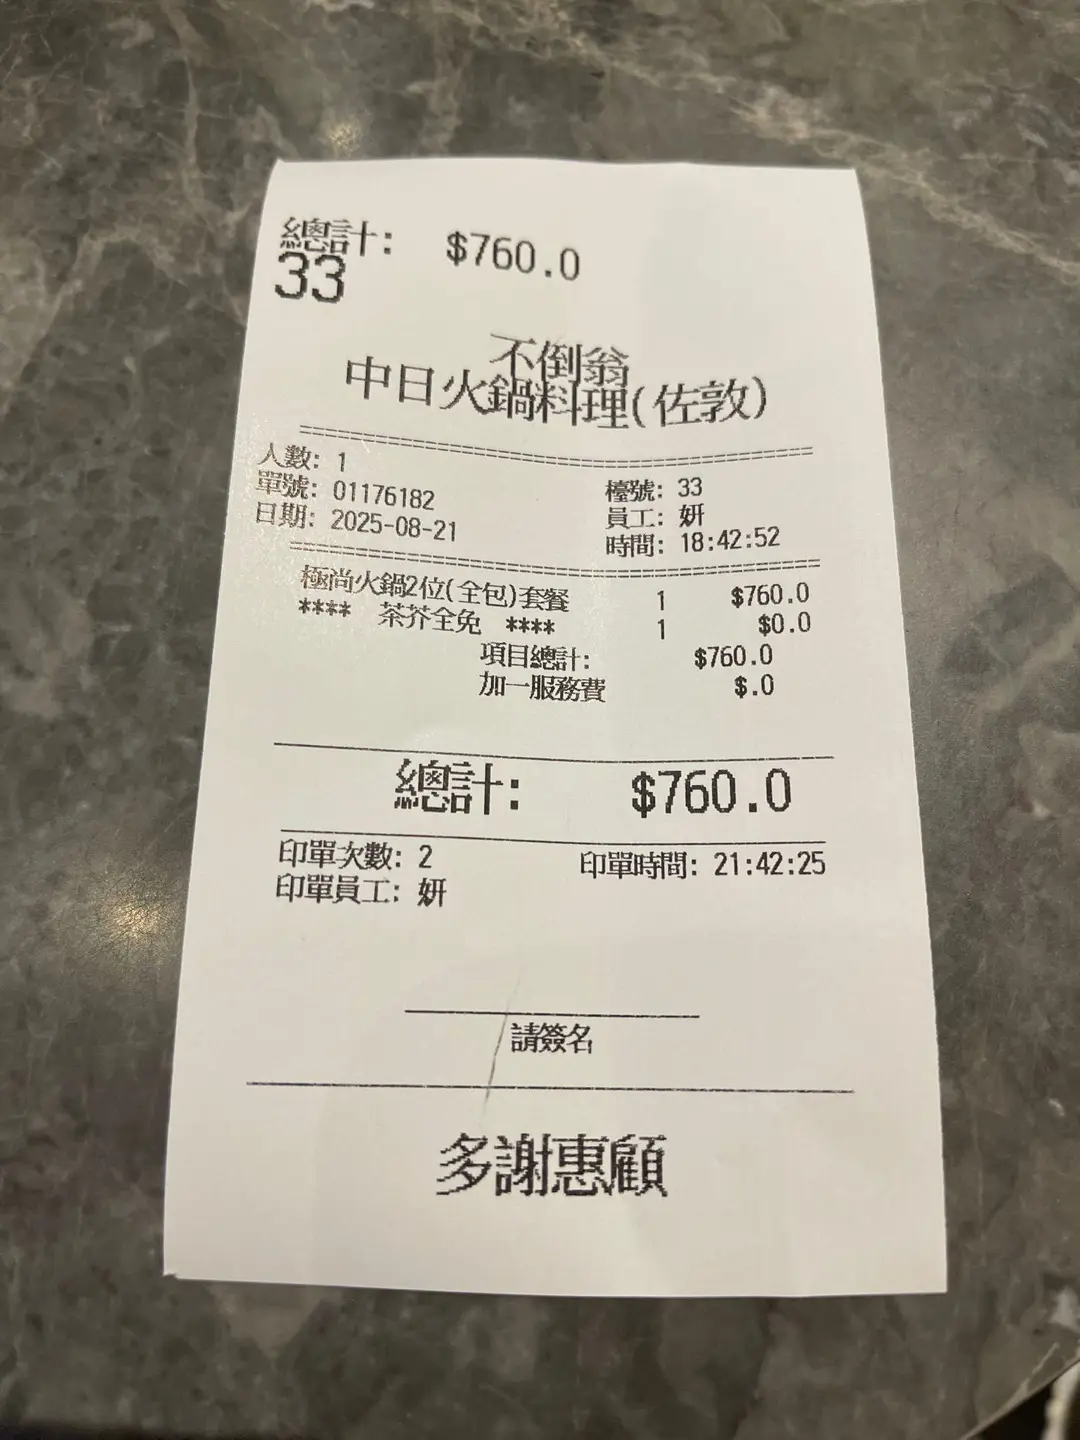 總計: $760.0
33
不倒翁
中日火鍋料理(佐敦)
人數: 1
單號: 01176182 檯號: 33
日期: 2025-08-21 員工: 妍
時間: 18:42:52
極尚火鍋2位(全包)套餐 1 $760.0
**** 茶芥全免 **** 1 $0.0
項目總計: $760.0
加一服務費 $.0
總計: $760.0
印單次數: 2 印單時間: 21:42:25
印單員工: 妍
請簽名
多謝惠顧